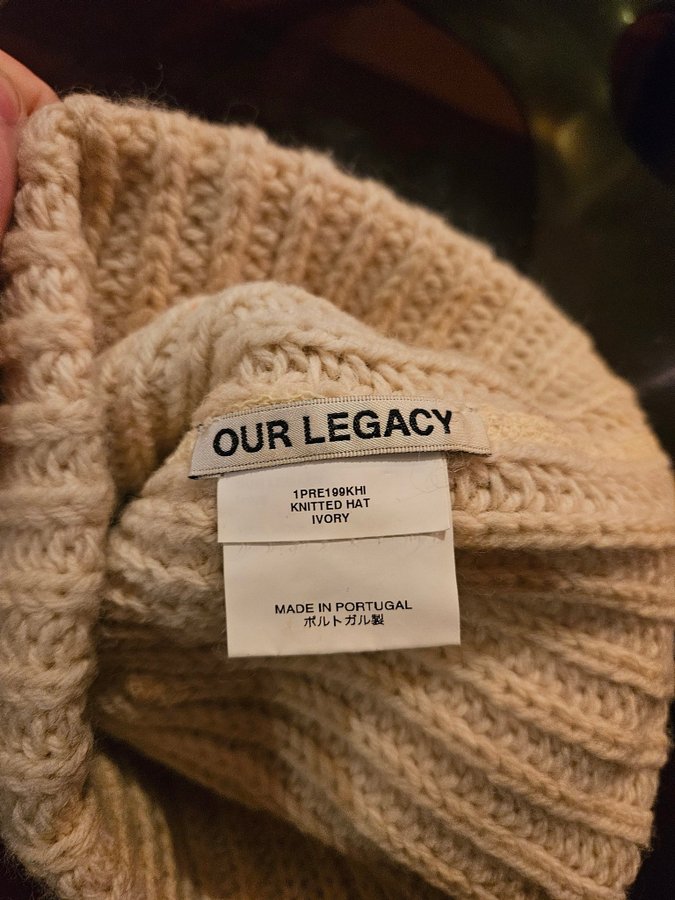 OUR LEGACY
1PRE199KHI
KNITTED HAT
IVORY
MADE IN PORTUGAL
ポルトガル製